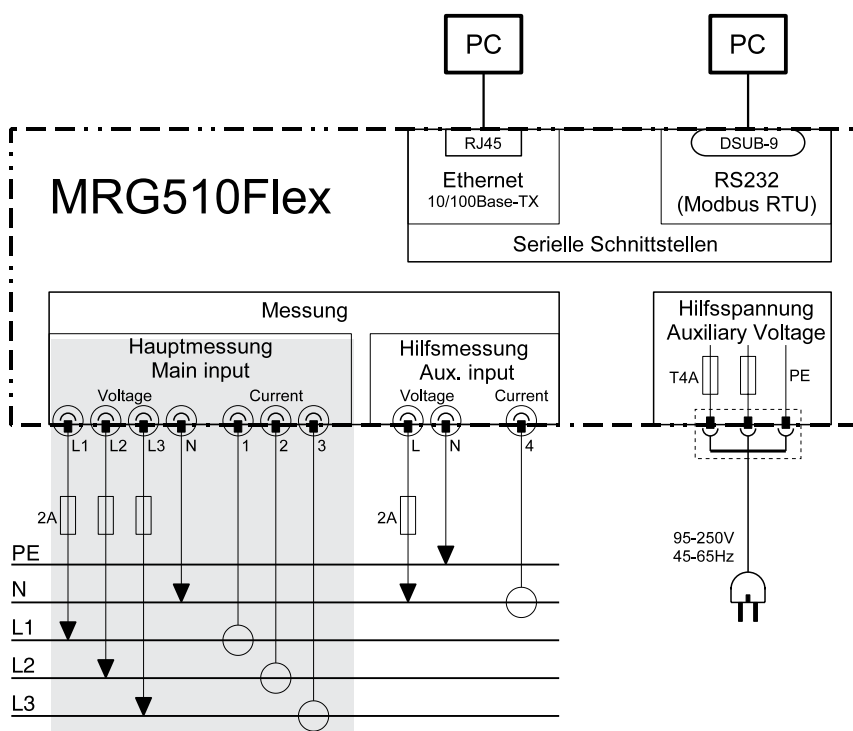 PC
PC
RJ45
DSUB-9
MRG510Flex
Ethernet
10/100Base-TX
RS232
(Modbus RTU)
Serielle Schnittstellen
Messung
Hauptmessung
Main input
Hilfsmessung
Aux. input
Hilfsspannung
Auxiliary Voltage
T4A
PE
Voltage
Current
Voltage
Current
L1
L2
L3
N
1
2
3
L
N
4
2A
2A
95-250V
45-65Hz
PE
N
L1
L2
L3